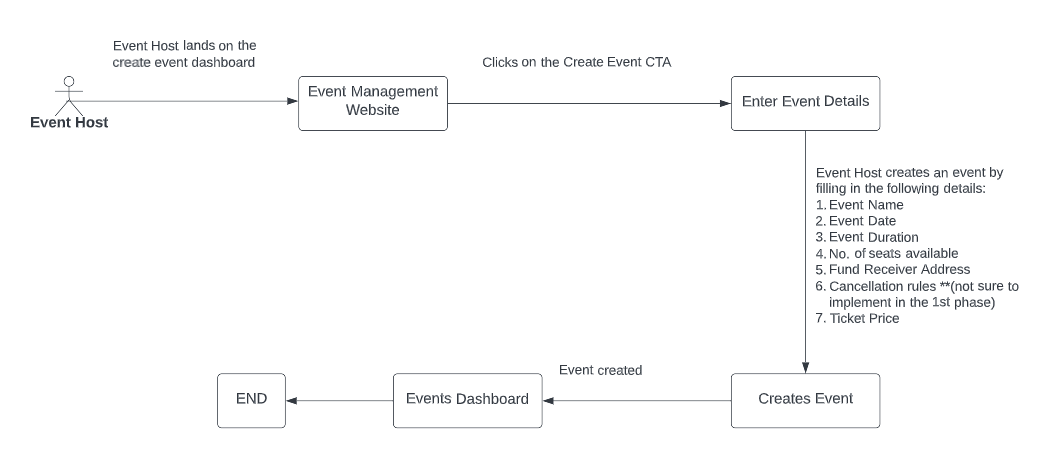 Event Host lands on the
create event dashboard
Event Host
Event Management
Website
Clicks on the Create Event CTA
Enter Event Details
Event Host creates an event by
filling in the following details:
1. Event Name
2. Event Date
3. Event Duration
4. No. of seats available
5. Fund Receiver Address
6. Cancellation rules **(not sure to
implement in the 1st phase)
7. Ticket Price
Creates Event
Event created
Events Dashboard
END